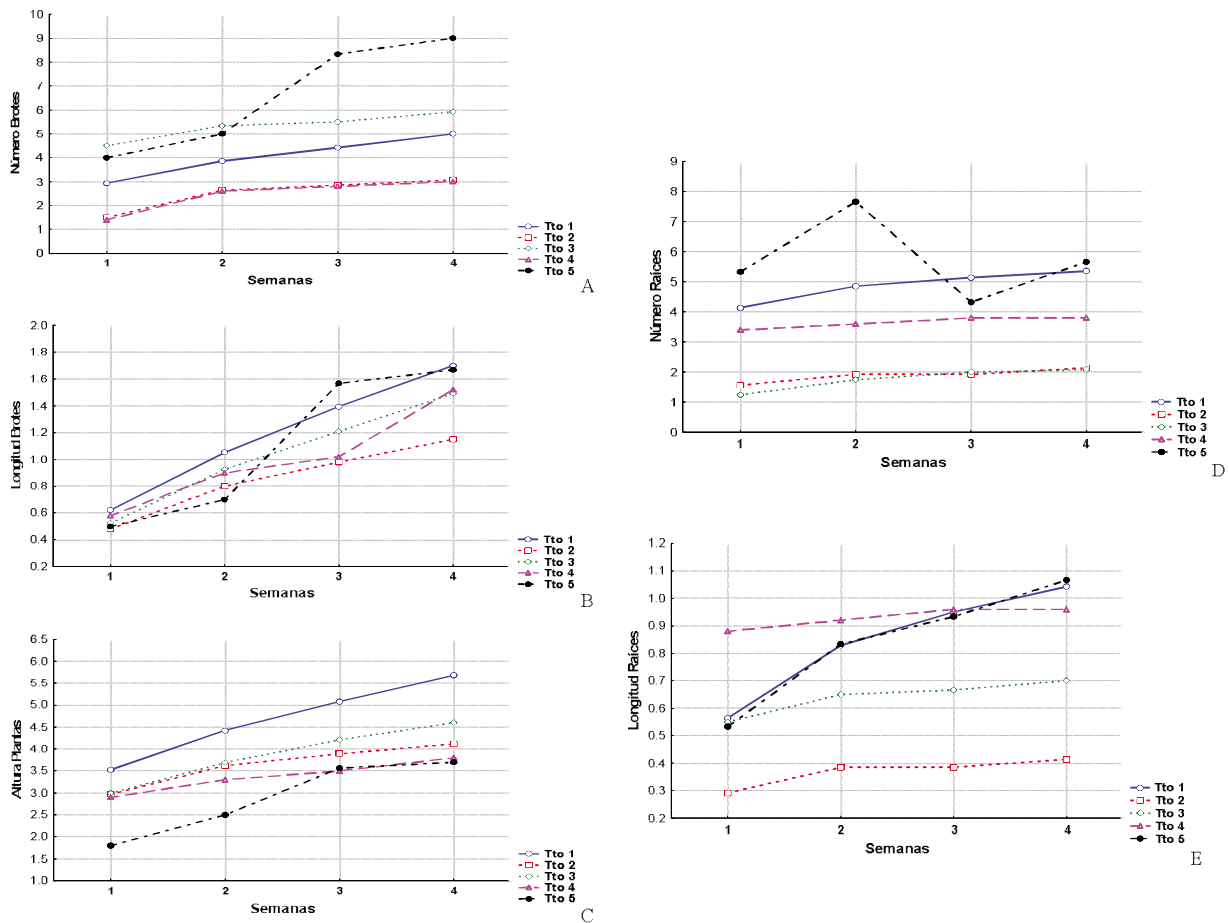 Número Brotes
10
9
8
7
6
5
4
3
2
1
0
1 2 3 4
Semanas
Tto 1
Tto 2
Tto 3
Tto 4
Tto 5
A
Longitud Brotes
2.0
1.8
1.6
1.4
1.2
1.0
0.8
0.6
0.4
0.2
1 2 3 4
Semanas
Tto 1
Tto 2
Tto 3
Tto 4
Tto 5
B
Altura Plantas
6.5
6.0
5.5
5.0
4.5
4.0
3.5
3.0
2.5
2.0
1.5
1.0
1 2 3 4
Semanas
Tto 1
Tto 2
Tto 3
Tto 4
Tto 5
C
Número Raices
9
8
7
6
5
4
3
2
1
0
1 2 3 4
Semanas
Tto 1
Tto 2
Tto 3
Tto 4
Tto 5
D
Longitud Raices
1.2
1.1
1.0
0.9
0.8
0.7
0.6
0.5
0.4
0.3
0.2
1 2 3 4
Semanas
Tto 1
Tto 2
Tto 3
Tto 4
Tto 5
E